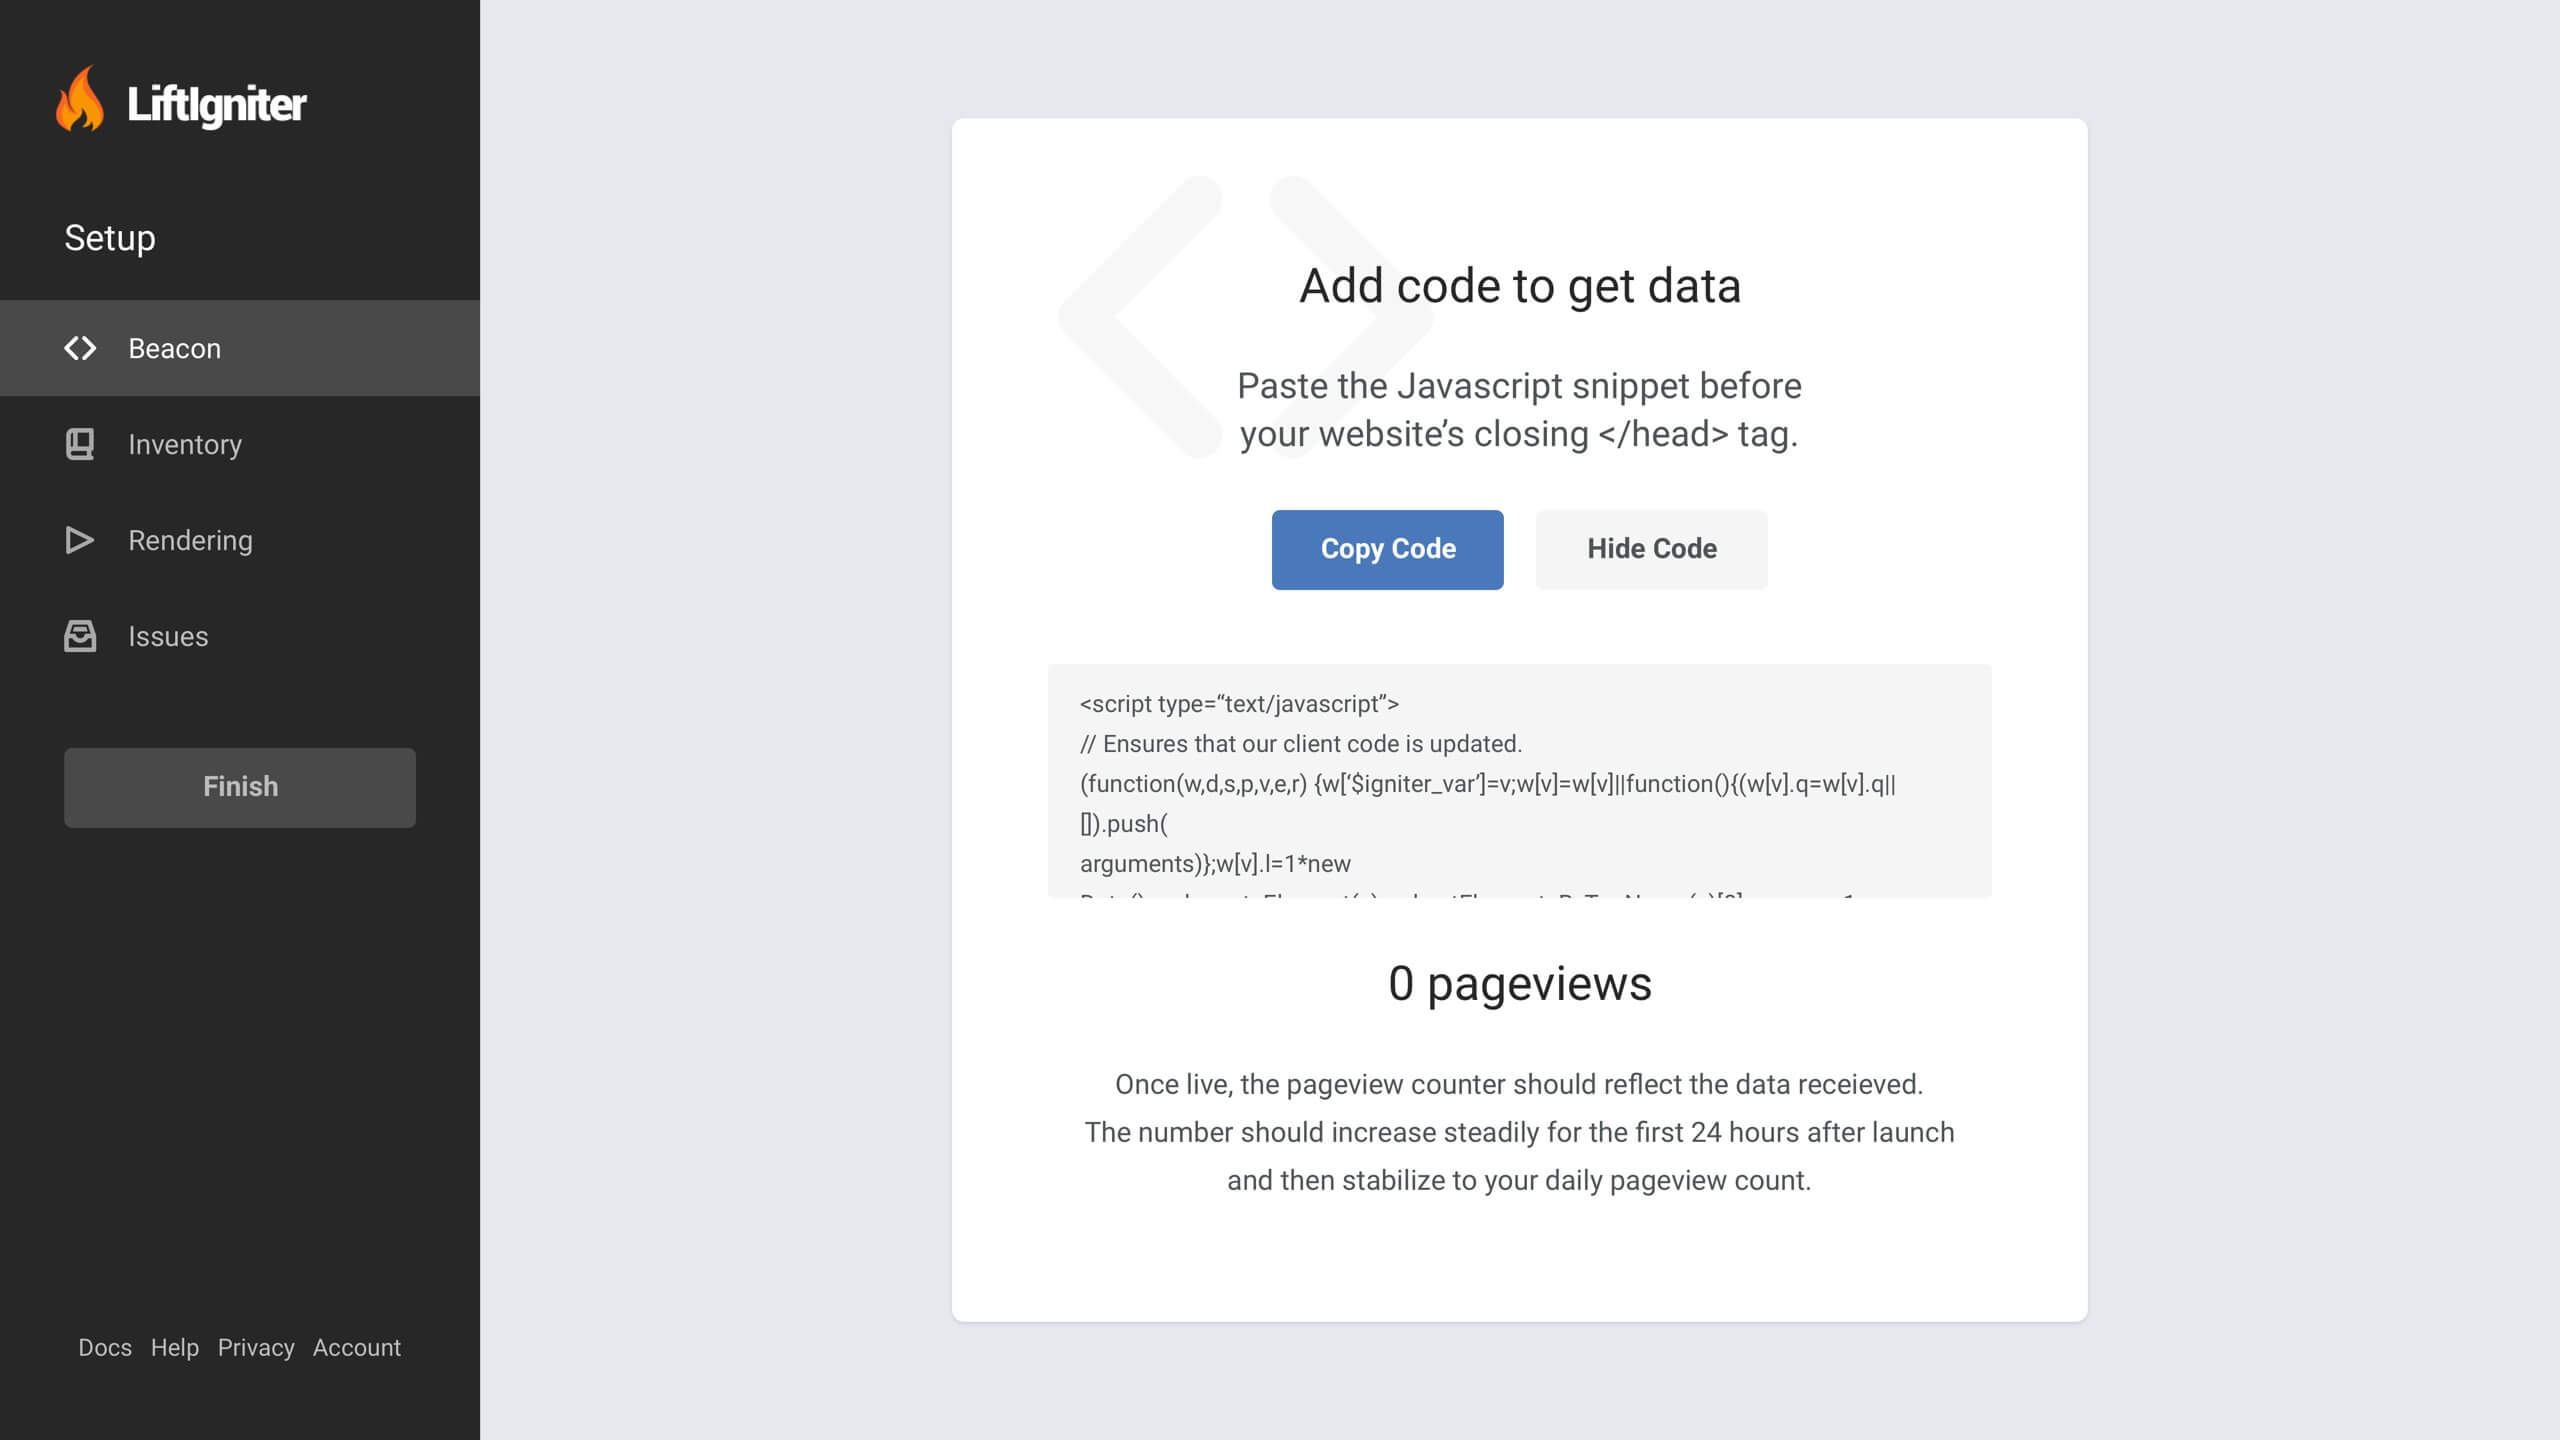 LiftIgniter
Setup
Beacon
Inventory
Rendering
Issues
Finish
Docs Help Privacy Account
Add code to get data
Paste the Javascript snippet before
your website’s closing </head> tag.
Copy Code
Hide Code
<script type=“text/javascript”>
// Ensures that our client code is updated.
(function(w,d,s,p,v,e,r) {w[‘$igniter_var’]=v;w[v]=w[v]||function(){(w[v].q=w[v].q||
[]).push(
arguments)};w[v].l=1*new
0 pageviews
Once live, the pageview counter should reflect the data receieved.
The number should increase steadily for the first 24 hours after launch
and then stabilize to your daily pageview count.